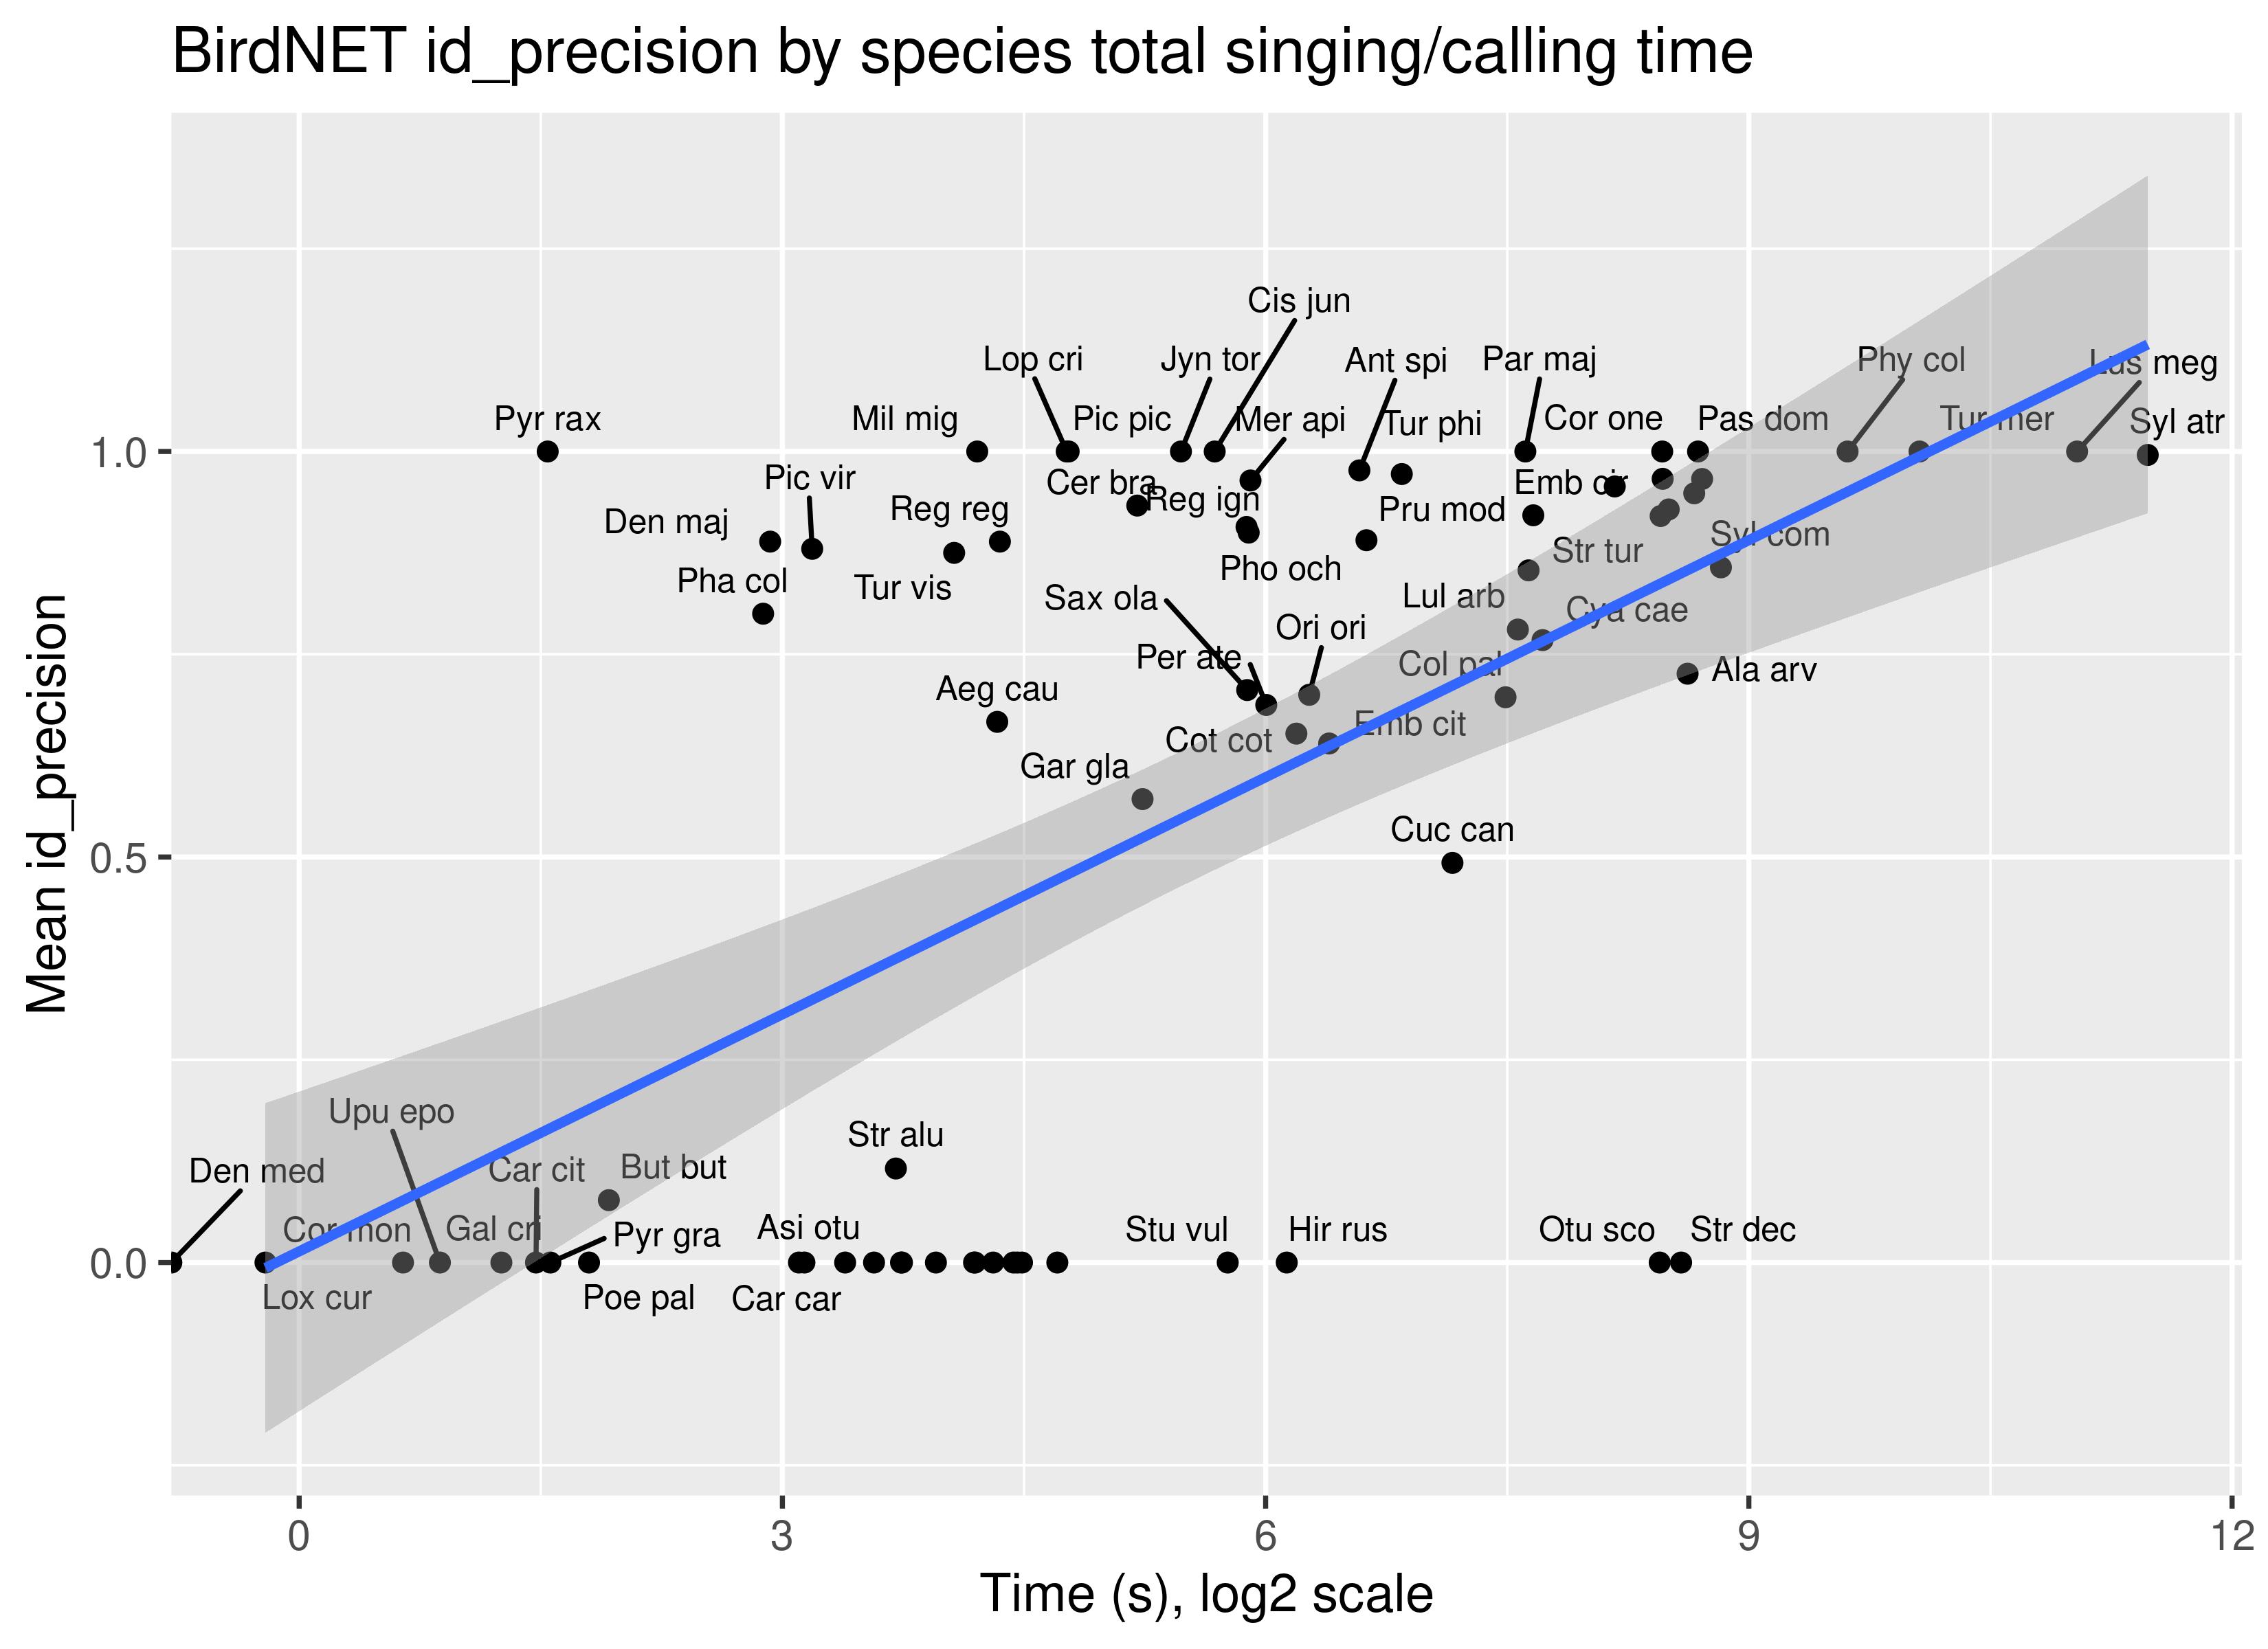 BirdNET id_precision by species total singing/calling time
Cis jun
Lop cri
Jyn tor
Ant spi
Par maj
Phy col
Lus meg
Pyr rax
Mil mig
Pic pic
Mer api
Tur phi
Cor one
Pas dom
Tur mer
Syl atr
1.0
Pic vir
Cer bra
Reg ign
Emb cir
Den maj
Reg reg
Pru mod
Syl com
Str tur
Pha col
Tur vis
Pho och
Sax ola
Lul arb
Cya cae
Ori ori
Per ate
Col pal
Ala arv
Aeg cau
Cot cot
Emb cit
Gar gla
Cuc can
0.5
Mean id_precision
Upu epo
Str alu
Den med
Car cit
But but
Cor mon
Gal cri
Pyr gra
Asi otu
Stu vul
Hir rus
Otu sco
Str dec
0.0
Lox cur
Poe pal
Car car
0
3
6
9
12
Time (s), log2 scale